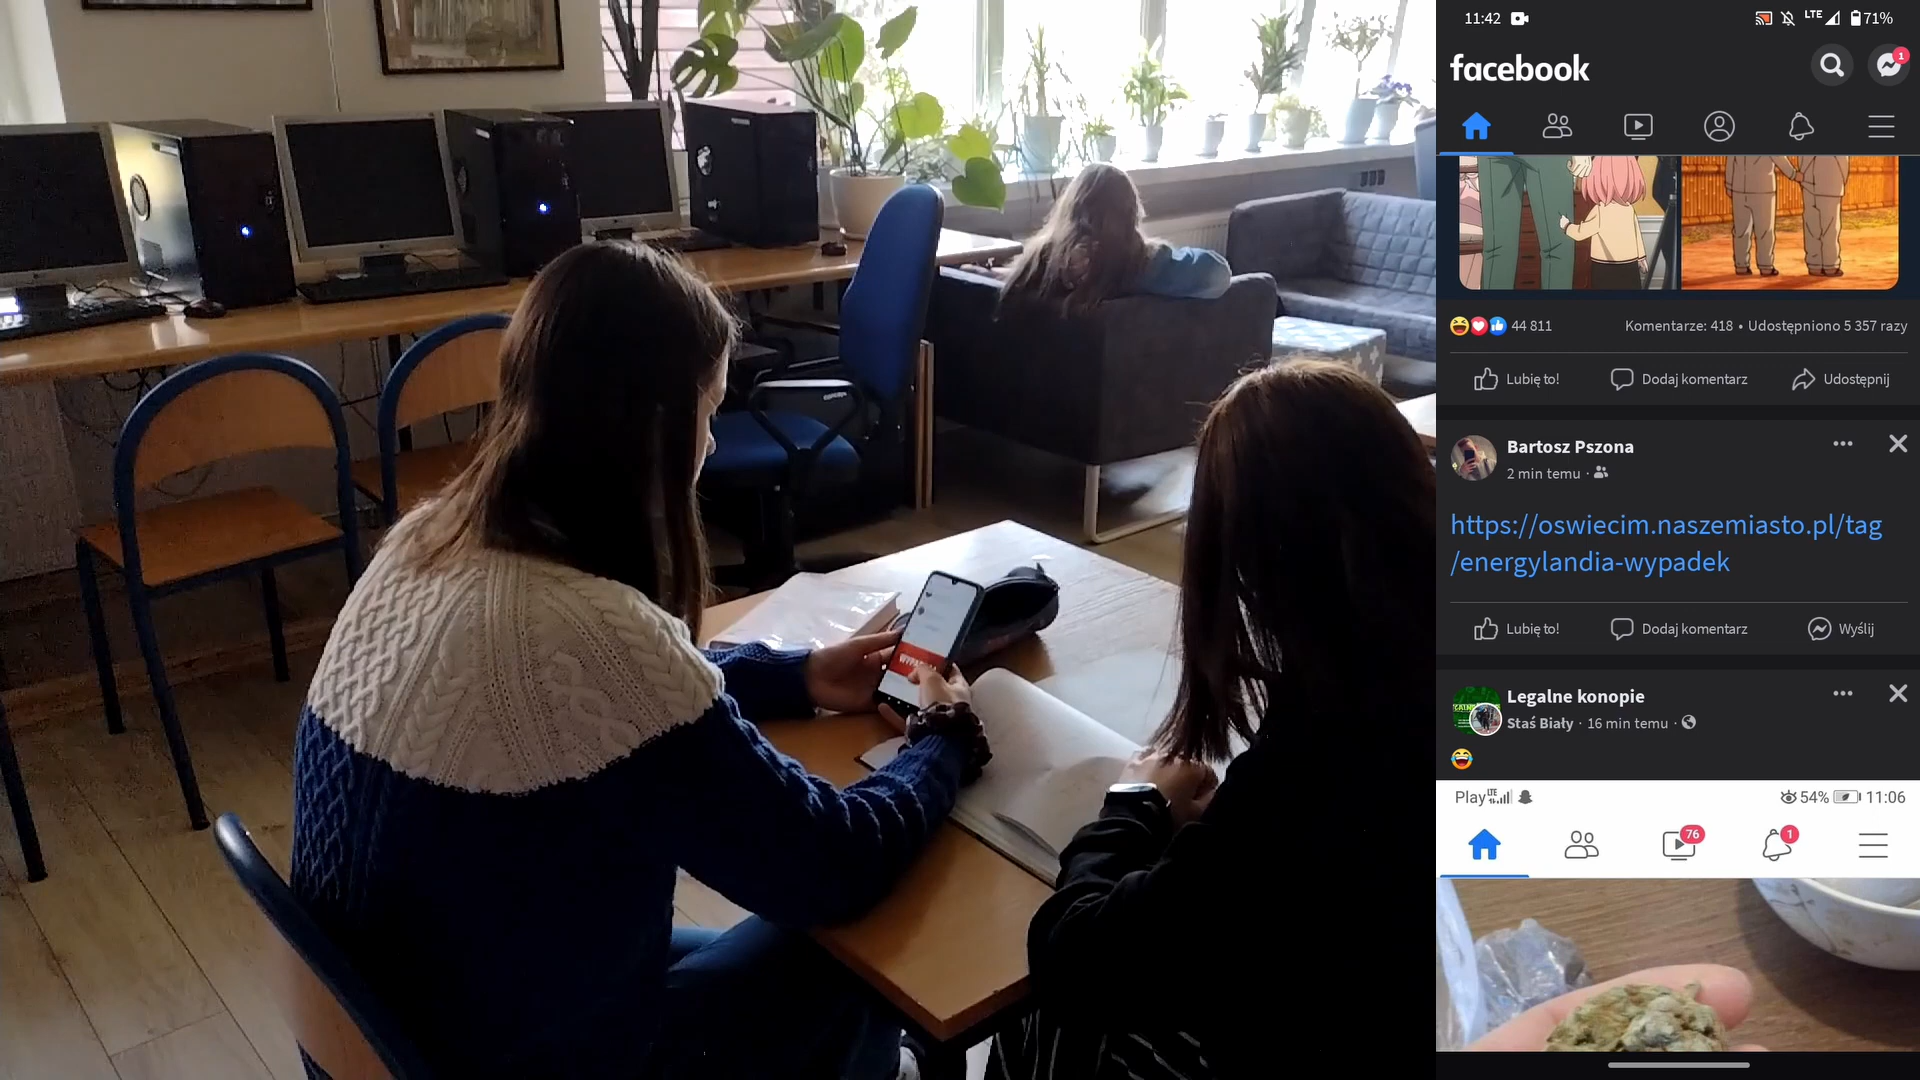 WYPADEK
11:42
LTE
71%
facebook
1
44 811
Komentarze: 418 • Udostępniono 5 357 razy
Lubię to!
Dodaj komentarz
Udostępnij
Bartosz Pszona
2 min temu ·
https://oswiecim.naszemiasto.pl/tag
/energylandia-wypadek
Lubię to!
Dodaj komentarz
Wyślij
Legalne konopie
Staś Biały · 16 min temu ·
Play LTE
54%
11:06
76
1